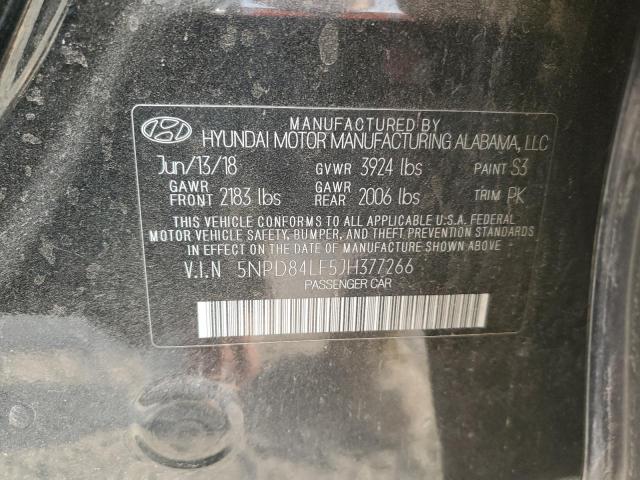 MANUFACTURED BY
HYUNDAI MOTOR MANUFACTURING ALABAMA, LLC
Jun/13/18 GVWR 3924 lbs PAINT S3
GAWR FRONT 2183 lbs GAWR REAR 2006 lbs TRIM PK
THIS VEHICLE CONFORMS TO ALL APPLICABLE U.S.A. FEDERAL
MOTOR VEHICLE SAFETY, BUMPER, AND THEFT PREVENTION STANDARDS
IN EFFECT ON THE DATE OF MANUFACTURE SHOWN ABOVE.
V.I.N 5NPD84LF5JH377266
PASSENGER CAR